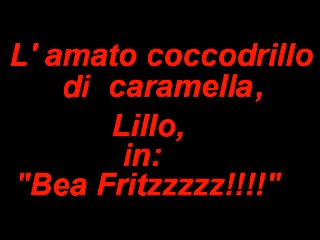 L' amato coccodrillo
di caramella,
Lillo,
in:
"Bea Fritzzzzz!!!!"